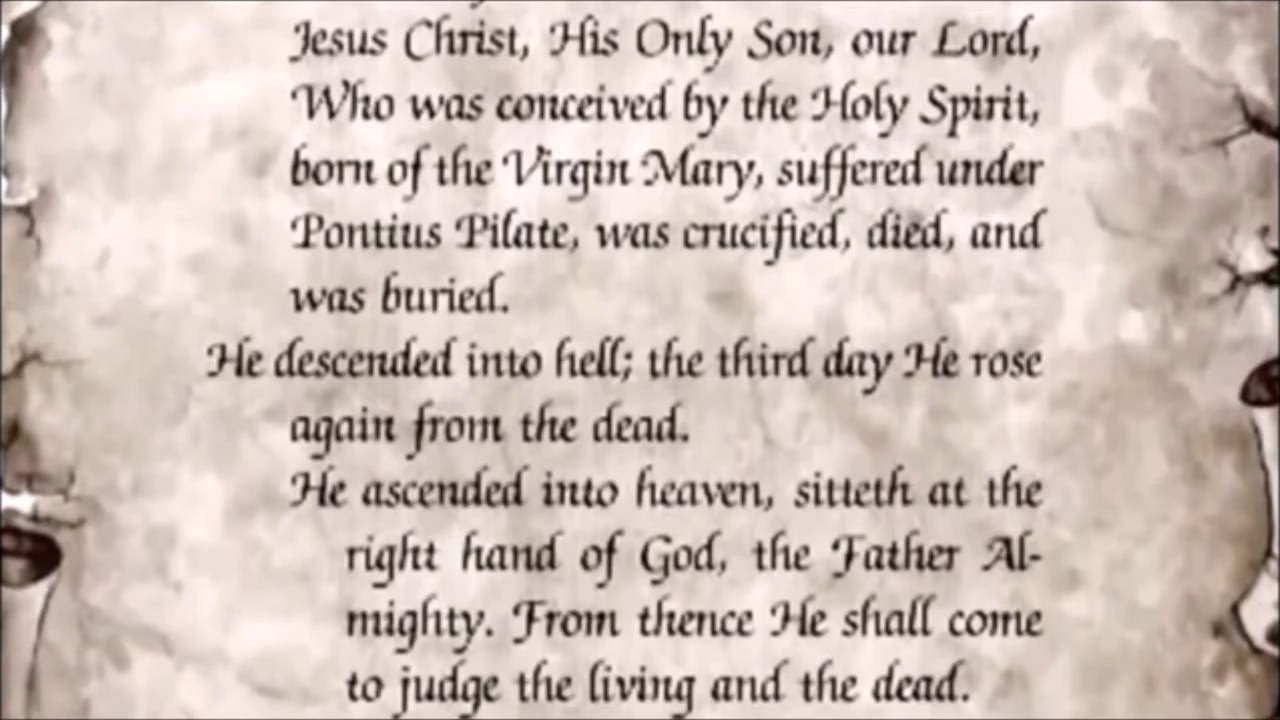 Jesus Christ, His Only Son, our Lord,
Who was conceived by the Holy Spirit,
born of the Virgin Mary, suffered under
Pontius Pilate, was crucified, died, and
was buried.
He descended into hell; the third day He rose
again from the dead.
He ascended into heaven, sitteth at the
right hand of God, the Father Al-
mighty. From thence He shall come
to judge the living and the dead.